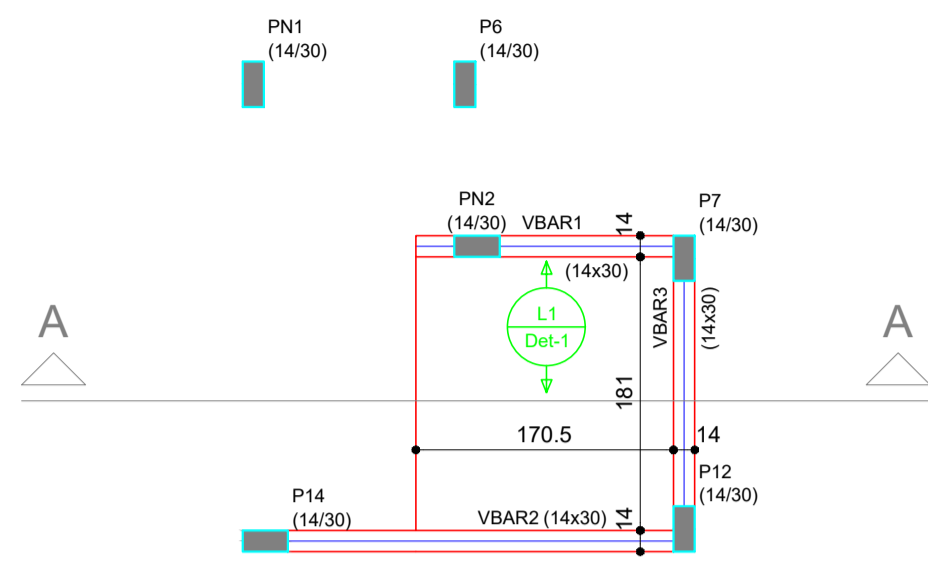 PN1
(14/30)
P6
(14/30)
PN2
(14/30)
VBAR1
14
P7
(14/30)
(14x30)
L1
Det-1
VBAR3
(14x30)
A
A
181
170.5
14
P12
(14/30)
P14
(14/30)
VBAR2 (14x30)
14